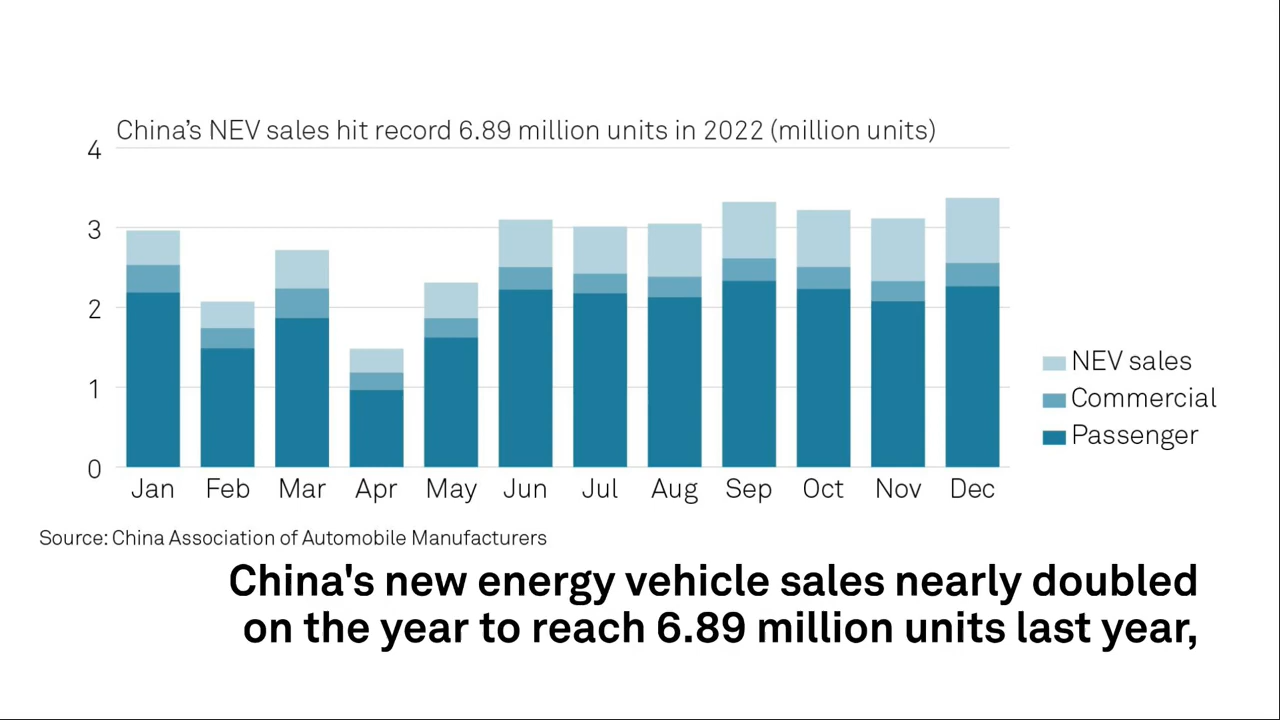 China’s NEV sales hit record 6.89 million units in 2022 (million units)
4
3
2
1
0
Jan Feb Mar Apr May Jun Jul Aug Sep Oct Nov Dec
NEV sales
Commercial
Passenger
Source: China Association of Automobile Manufacturers
China's new energy vehicle sales nearly doubled
on the year to reach 6.89 million units last year,